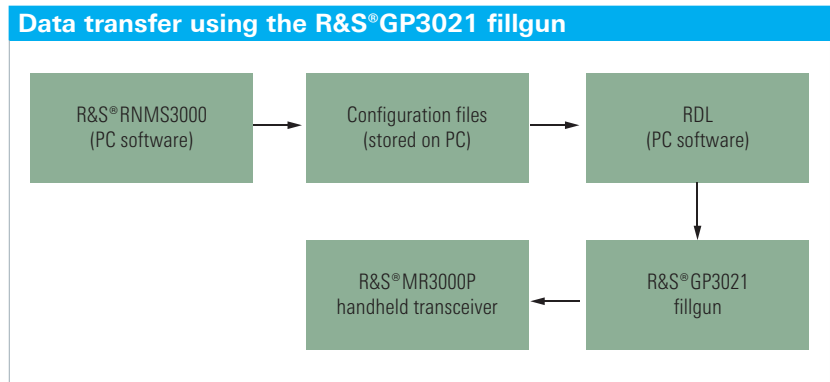 Data transfer using the R&S®GP3021 fillgun
R&S®RNMS3000
(PC software)
Configuration files
(stored on PC)
RDL
(PC software)
R&S®GP3021
fillgun
R&S®MR3000P
handheld transceiver